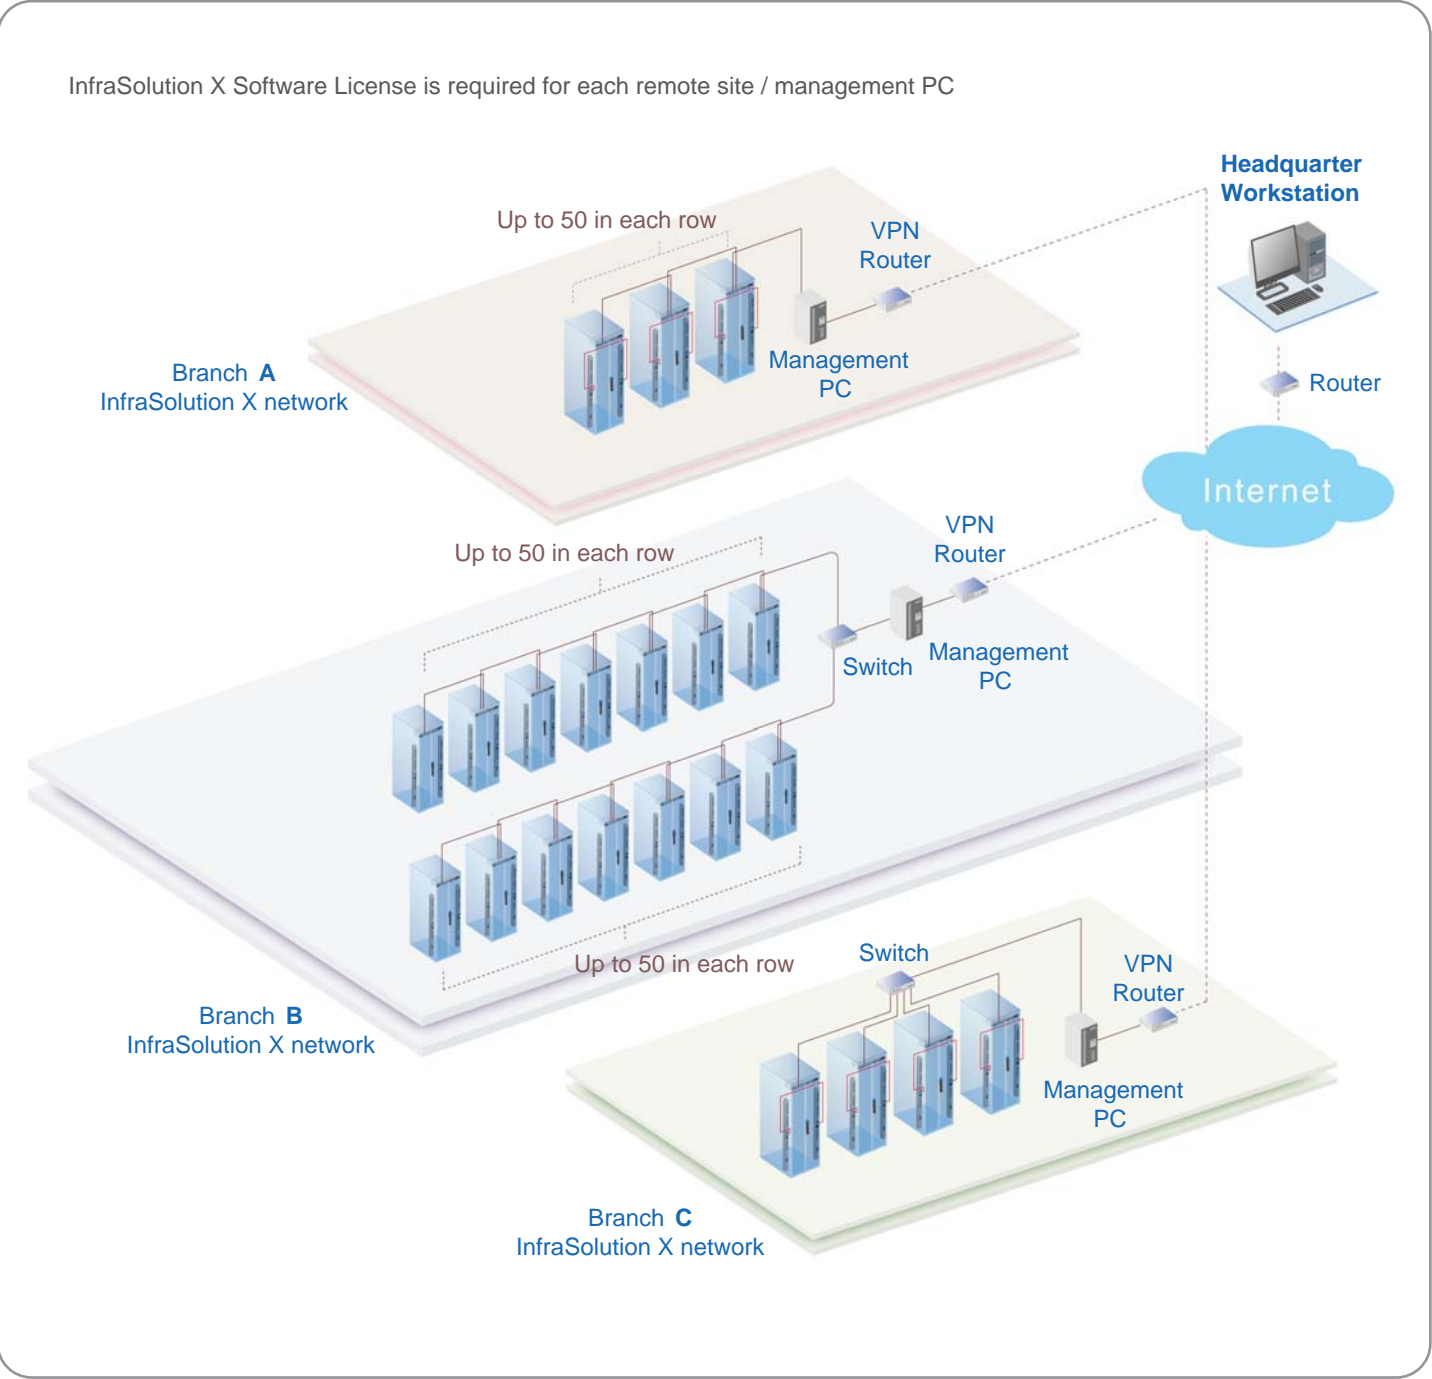 InfraSolution X Software License is required for each remote site / management PC
Headquarter
Workstation
Up to 50 in each row
VPN
Router
Management
PC
Branch A
InfraSolution X network
Router
Internet
Up to 50 in each row
VPN
Router
Switch
Management
PC
Up to 50 in each row
Branch B
InfraSolution X network
Switch
VPN
Router
Management
PC
Branch C
InfraSolution X network